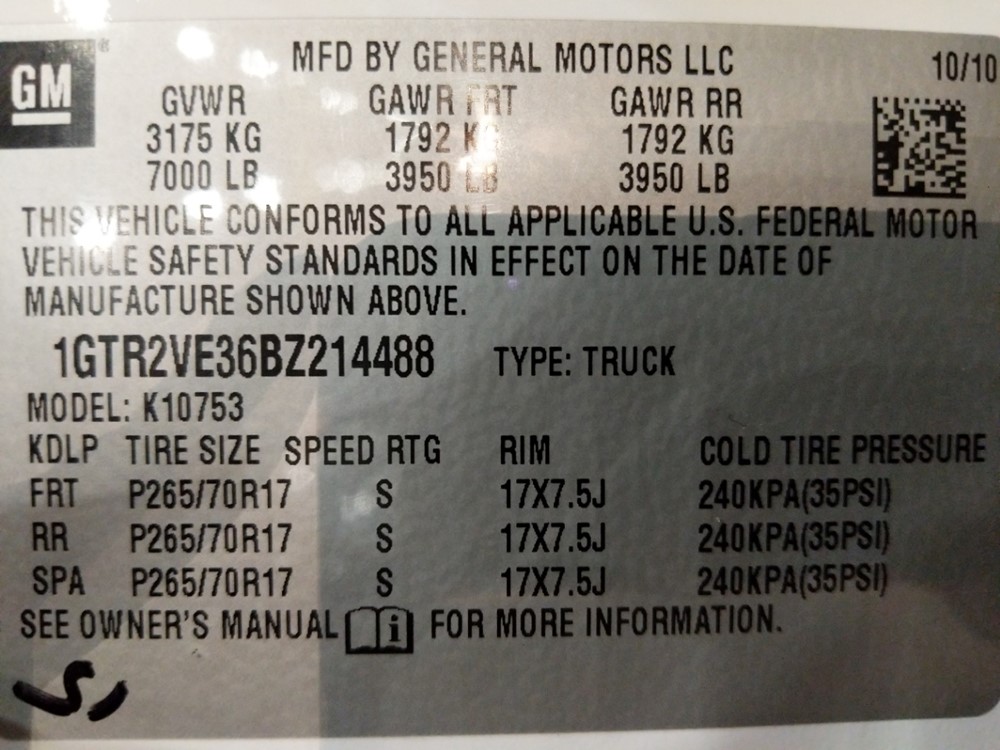 GM ® MFD BY GENERAL MOTORS LLC 10/10
GVWR GAWR FRT GAWR RR
3175 KG 1792 KG 1792 KG
7000 LB 3950 LB 3950 LB
THIS VEHICLE CONFORMS TO ALL APPLICABLE U.S. FEDERAL MOTOR
VEHICLE SAFETY STANDARDS IN EFFECT ON THE DATE OF
MANUFACTURE SHOWN ABOVE.
1GTR2VE36BZ214488 TYPE: TRUCK
MODEL: K10753
KDLP TIRE SIZE SPEED RTG RIM COLD TIRE PRESSURE
FRT P265/70R17 S 17X7.5J 240KPA(35PSI)
RR P265/70R17 S 17X7.5J 240KPA(35PSI)
SPA P265/70R17 S 17X7.5J 240KPA(35PSI)
SEE OWNER'S MANUAL i FOR MORE INFORMATION.